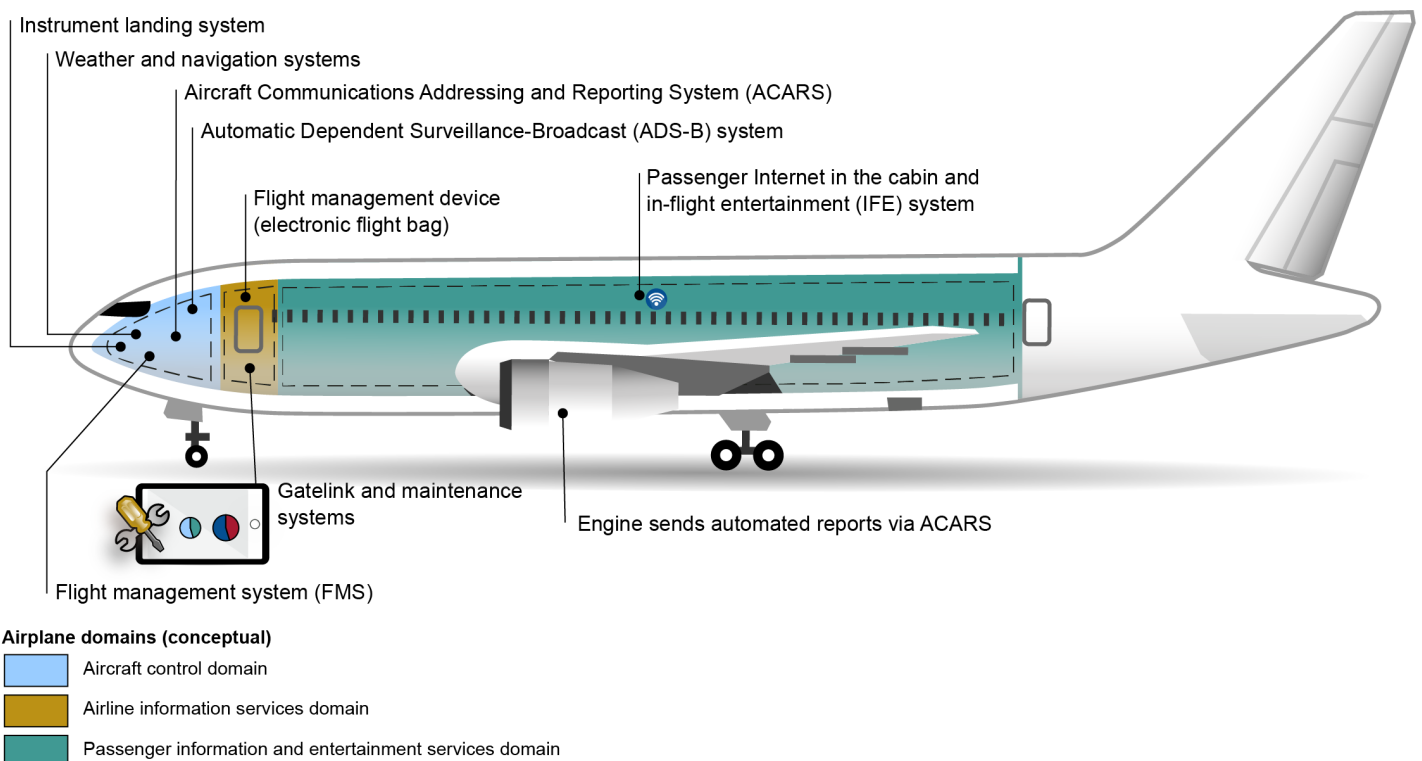 Instrument landing system
Weather and navigation systems
Aircraft Communications Addressing and Reporting System (ACARS)
Automatic Dependent Surveillance-Broadcast (ADS-B) system
Flight management device
(electronic flight bag)
Passenger Internet in the cabin and
in-flight entertainment (IFE) system
Gatelink and maintenance
systems
Engine sends automated reports via ACARS
Flight management system (FMS)
Airplane domains (conceptual)
Aircraft control domain
Airline information services domain
Passenger information and entertainment services domain